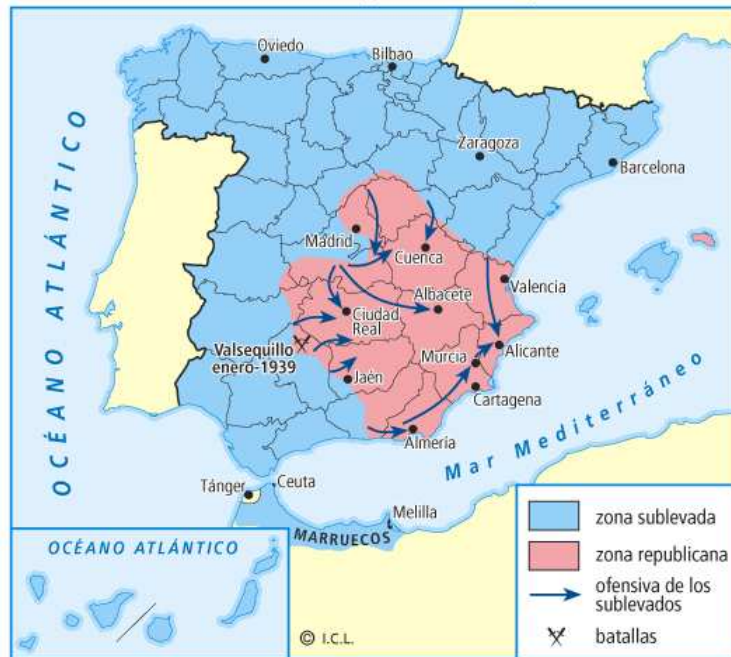 Oviedo
Bilbao
Zaragoza
Barcelona
OCÉANO ATLÁNTICO
Madrid
Cuenca
Valencia
Albacete
Ciudad
Real
Valsequillo
enero-1939
Alicante
Murcia
Jaén
Cartagena
Almería
Mar Mediterráneo
Tánger
Ceuta
Melilla
MARRUECOS
OCÉANO ATLÁNTICO
© I.C.L.
zona sublevada
zona republicana
ofensiva de los
sublevados
batallas